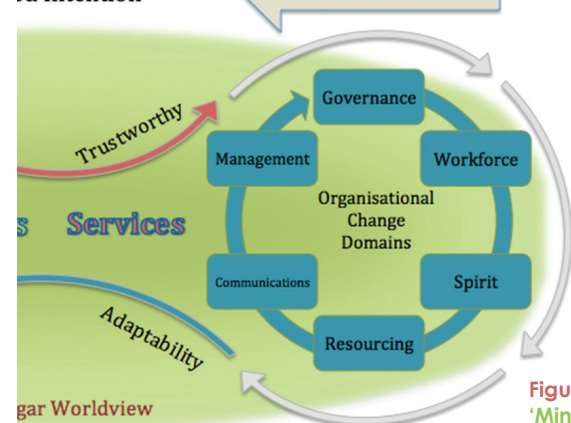 Trustworthy
Governance
Management
Workforce
Organisational
Change
Domains
s Services
Communications
Spirit
Adaptability
Resourcing
gar Worldview
Figu
‘Min